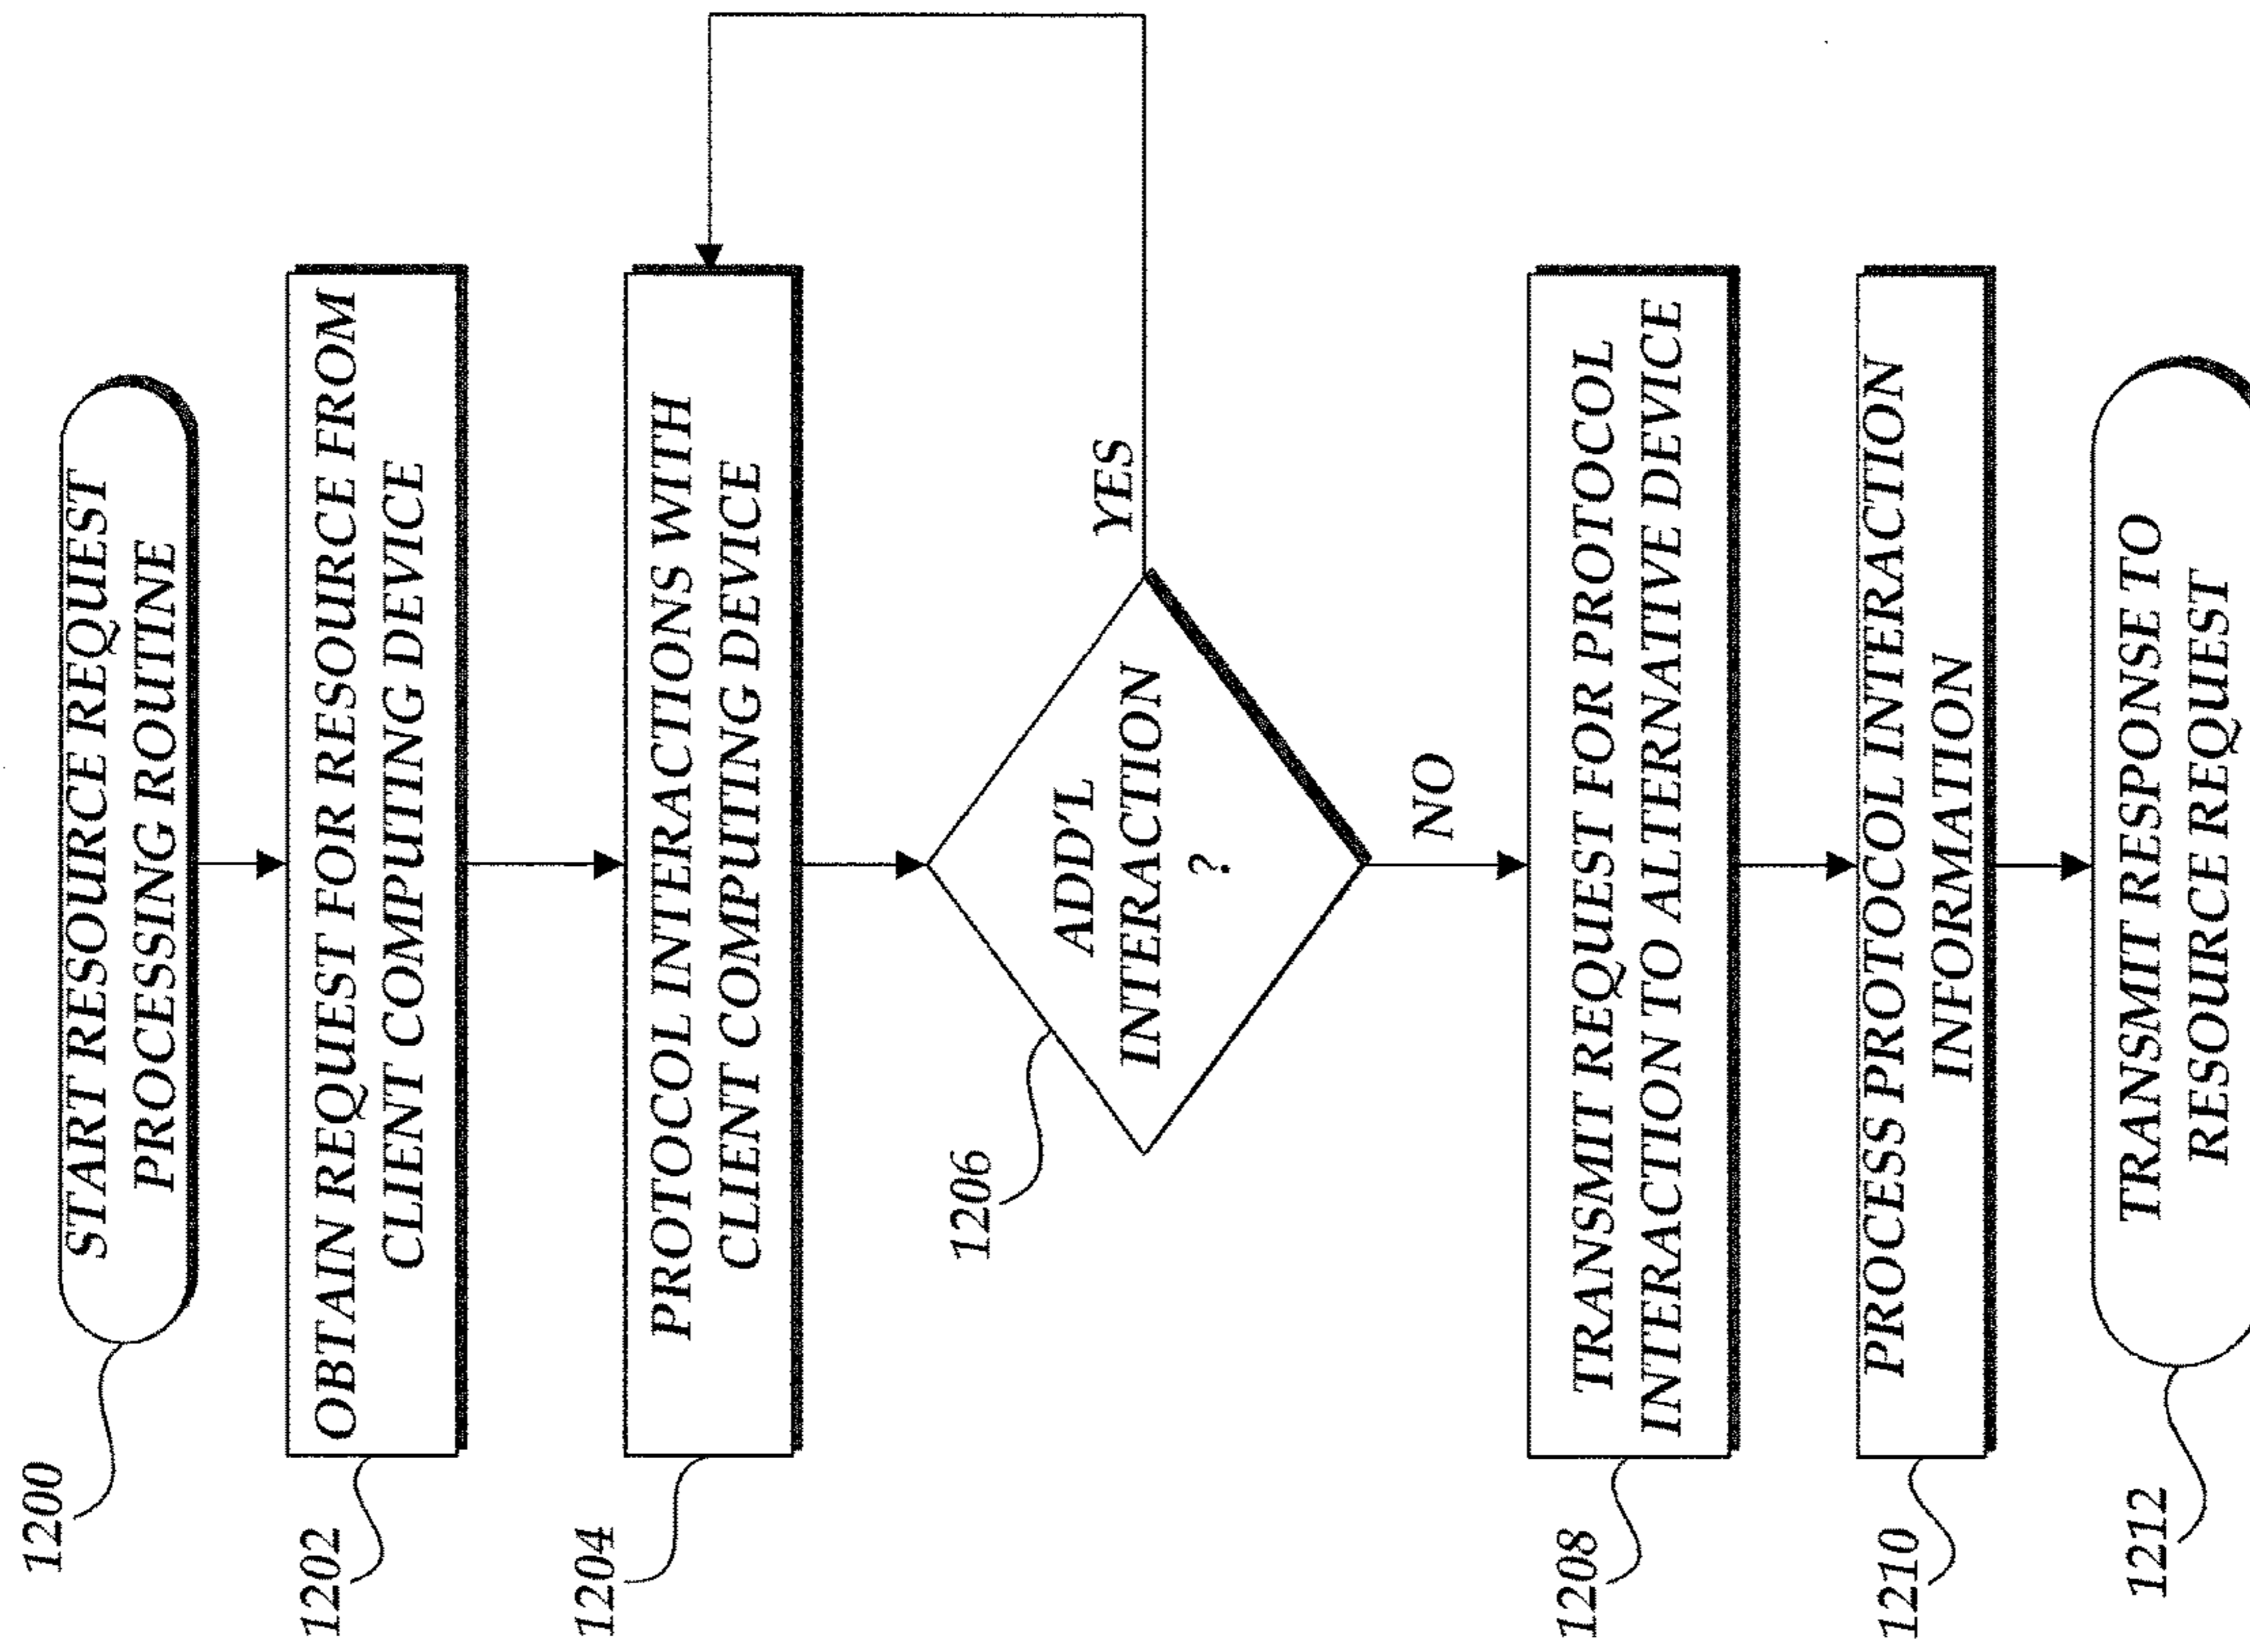 1200
START RESOURCE REQUEST
PROCESSING ROUTINE
1202
OBTAIN REQUEST FOR RESOURCE FROM
CLIENT COMPUTING DEVICE
1204
PROTOCOL INTERACTIONS WITH
CLIENT COMPUTING DEVICE
1206
ADD'L
INTERACTION
?
YES
NO
1208
TRANSMIT REQUEST FOR PROTOCOL
INTERACTION TO ALTERNATIVE DEVICE
1210
PROCESS PROTOCOL INTERACTION
INFORMATION
1212
TRANSMIT RESPONSE TO
RESOURCE REQUEST